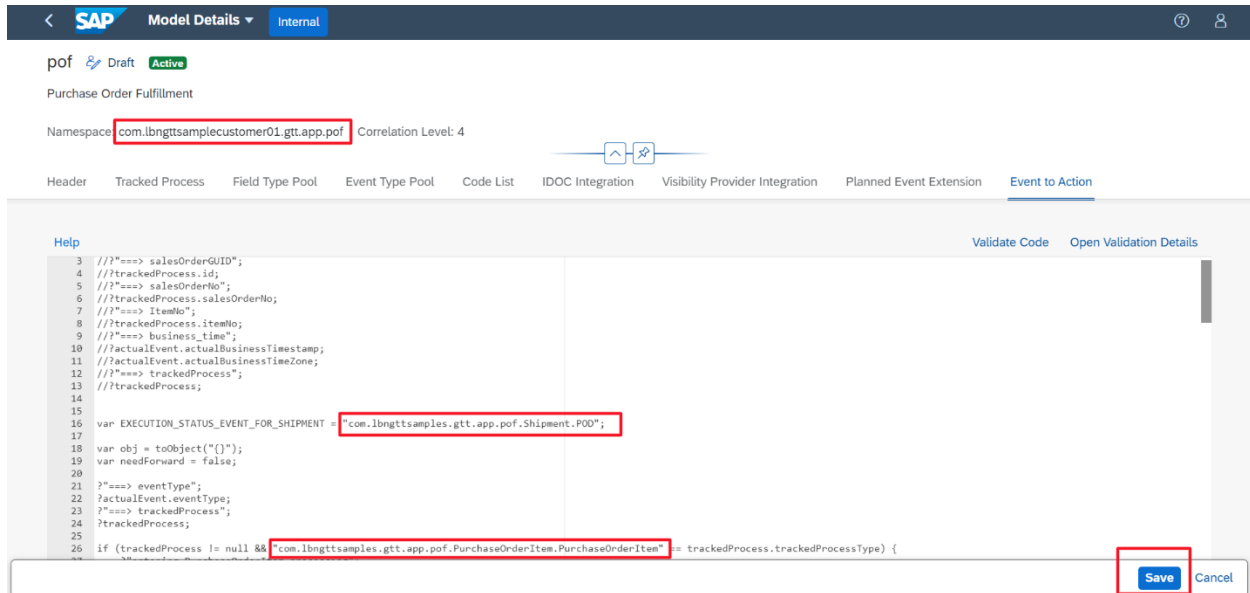 SAP Model Details Internal
pof Draft Active
Purchase Order Fulfillment
Namespace: com.lbngttsamplecustomer01.gtt.app.pof Correlation Level: 4
Header Tracked Process Field Type Pool Event Type Pool Code List IDOC Integration Visibility Provider Integration Planned Event Extension Event to Action
Help Validate Code Open Validation Details
3 //?"===> salesOrderGUID";
4 //?trackedProcess.id;
5 //?"===> salesOrderNo";
6 //?trackedProcess.salesOrderNo;
7 //?"===> ItemNo";
8 //?trackedProcess.itemNo;
9 //?"===> business_time";
10 //?actualEvent.actualBusinessTimestamp;
11 //?actualEvent.actualBusinessTimeZone;
12 //?"===> trackedProcess";
13 //?trackedProcess;
14
15
16 var EXECUTION_STATUS_EVENT_FOR_SHIPMENT = "com.lbngttsamples.gtt.app.pof.Shipment.POD";
17
18 var obj = toObject("{}");
19 var needForward = false;
20
21 ?"===> eventType";
22 ?actualEvent.eventType;
23 ?"===> trackedProcess";
24 ?trackedProcess;
25
26 if (trackedProcess != null && "com.lbngttsamples.gtt.app.pof.PurchaseOrderItem.PurchaseOrderItem" == trackedProcess.trackedProcessType) {
Save Cancel